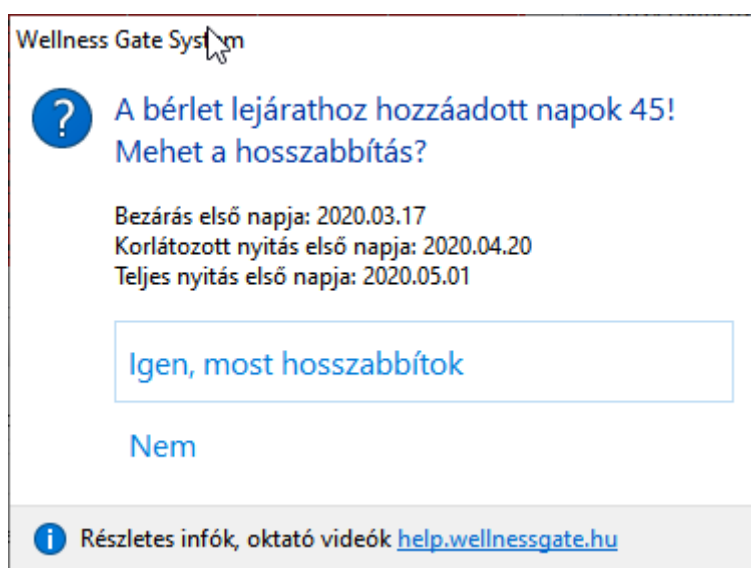 Wellness Gate System
A bérlet lejárathoz hozzáadott napok 45!
Mehet a hosszabbítás?
Bezárás első napja: 2020.03.17
Korlátozott nyitás első napja: 2020.04.20
Teljes nyitás első napja: 2020.05.01
Igen, most hosszabbítok
Nem
Részletes infók, oktató videók help.wellnessgate.hu